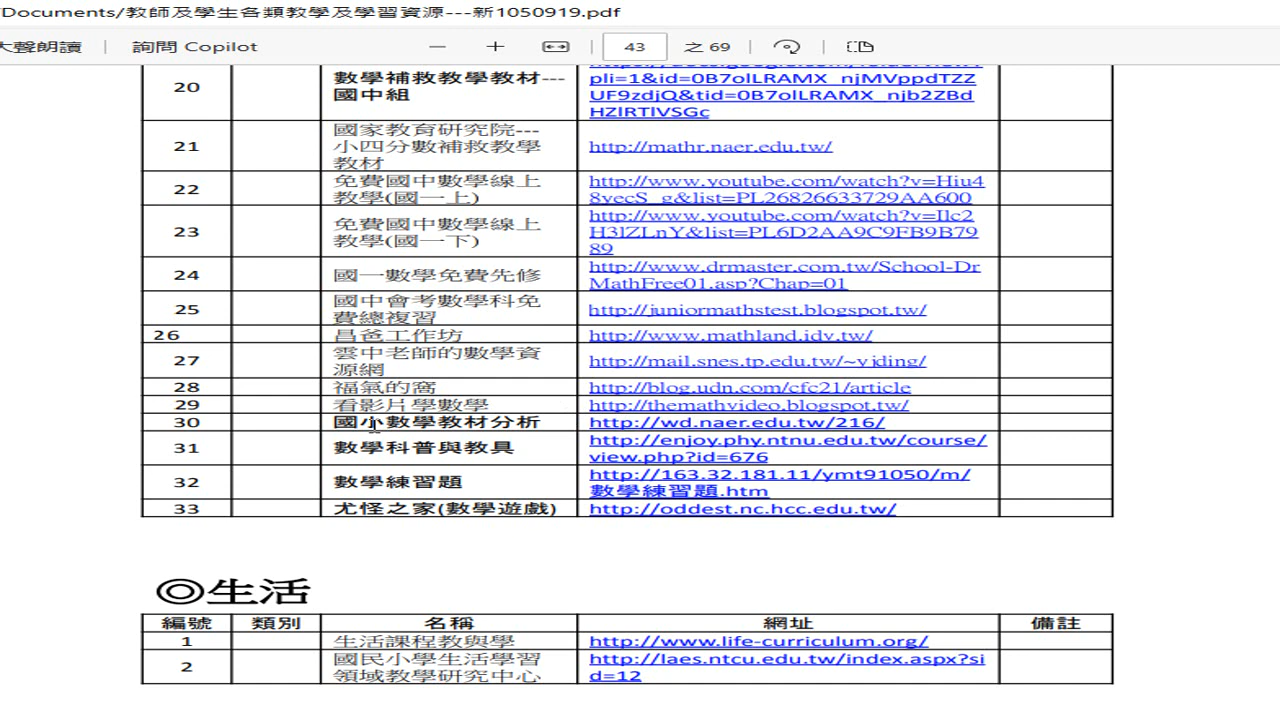 Documents/教師及學生各類教學及學習資源---新1050919.pdf
大聲朗讀 詢問 Copilot 43 之 69
20 數學補救教學教材---
國中組
pli=1&id=0B7olLRAMX_njMVppdTZZ
UF9zdjQ&tid=0B7olLRAMX_njb2ZBd
HZlRTlVSGc
21 國家教育研究院---
小四分數補救教學
教材
http://mathr.naer.edu.tw/
22 免費國中數學線上
教學(國一上)
http://www.youtube.com/watch?v=Hiu4
8yecS_g&list=PL26826633729AA600
23 免費國中數學線上
教學(國一下)
http://www.youtube.com/watch?v=Ilc2
H3lZLnY&list=PL6D2AA9C9FB9B79
89
24 國一數學免費先修
http://www.drmaster.com.tw/School-Dr
MathFree01.asp?Chap=01
25 國中會考數學科免
費總複習
http://juniormathstest.blogspot.tw/
26 昌爸工作坊 http://www.mathland.idv.tw/
27 雲中老師的數學資
源網
http://mail.snes.tp.edu.tw/~yjding/
28 福氣的窩 http://blog.udn.com/cfc21/article
29 看影片學數學 http://themathvideo.blogspot.tw/
30 國小數學教材分析 http://wd.naer.edu.tw/216/
31 數學科普與教具
http://enjoy.phy.ntnu.edu.tw/course/
view.php?id=676
32 數學練習題
http://163.32.181.11/ymt91050/m/
數學練習題.htm
33 尤怪之家(數學遊戲) http://oddest.nc.hcc.edu.tw/
◎生活
編號 類別 名稱 網址 備註
1 生活課程教與學 http://www.life-curriculum.org/
2 國民小學生活學習
領域教學研究中心
http://laes.ntcu.edu.tw/index.aspx?si
d=12